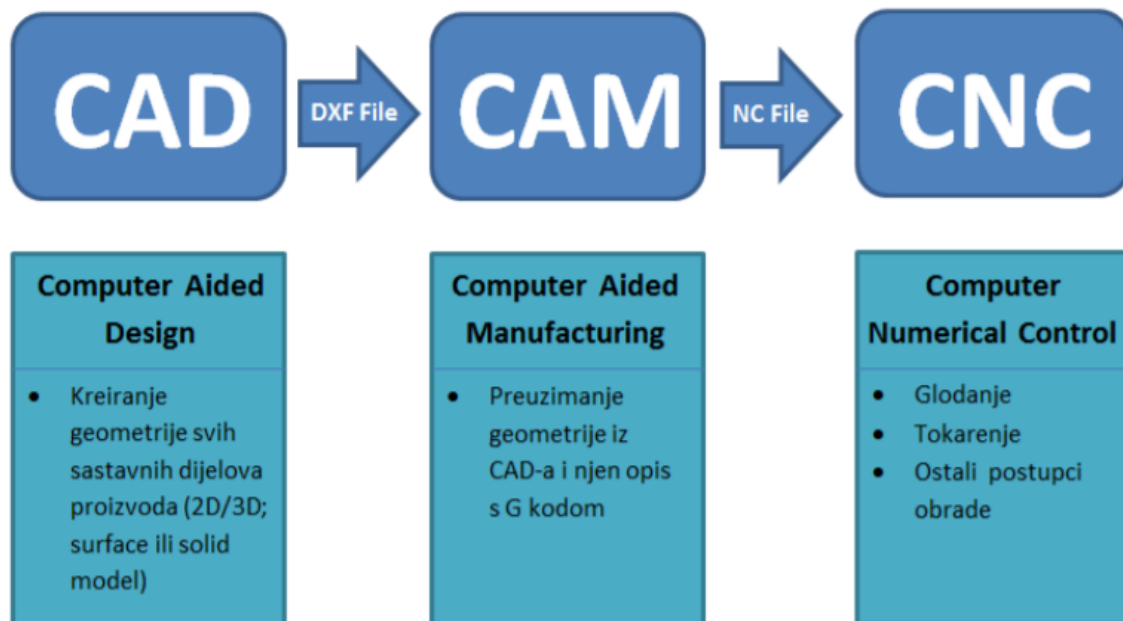 CAD
DXF File
CAM
NC File
CNC
Computer Aided
Design
• Kreiranje
geometrije svih
sastavnih dijelova
proizvoda (2D/3D;
surface ili solid
model)
Computer Aided
Manufacturing
• Preuzimanje
geometrije iz
CAD-a i njen opis
s G kodom
Computer
Numerical Control
• Glodanje
• Tokarenje
• Ostali postupci
obrade